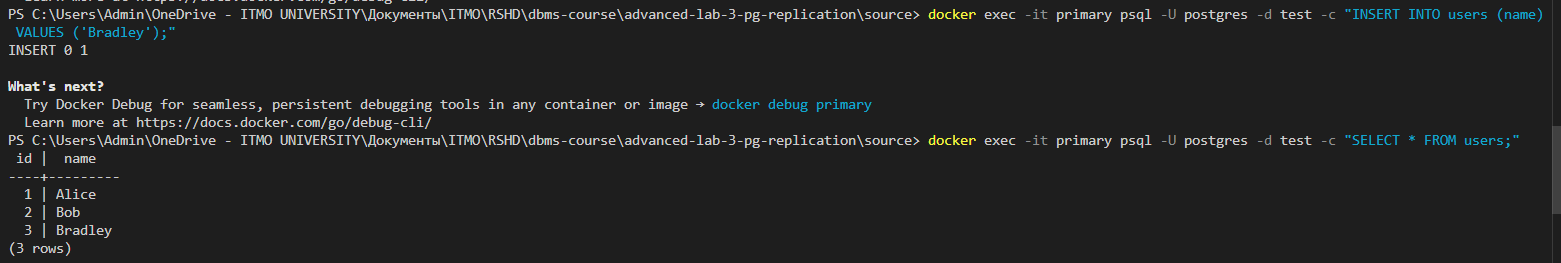 PS C:\Users\Admin\OneDrive - ITMO UNIVERSITY\Документы\ITMO\RSHD\dbms-course\advanced-lab-3-pg-replication\source> docker exec -it primary psql -U postgres -d test -c "INSERT INTO users (name)
VALUES ('Bradley');"
INSERT 0 1
What's next?
Try Docker Debug for seamless, persistent debugging tools in any container or image → docker debug primary
Learn more at https://docs.docker.com/go/debug-cli/
PS C:\Users\Admin\OneDrive - ITMO UNIVERSITY\Документы\ITMO\RSHD\dbms-course\advanced-lab-3-pg-replication\source> docker exec -it primary psql -U postgres -d test -c "SELECT * FROM users;"
id | name
----+---------
1 | Alice
2 | Bob
3 | Bradley
(3 rows)